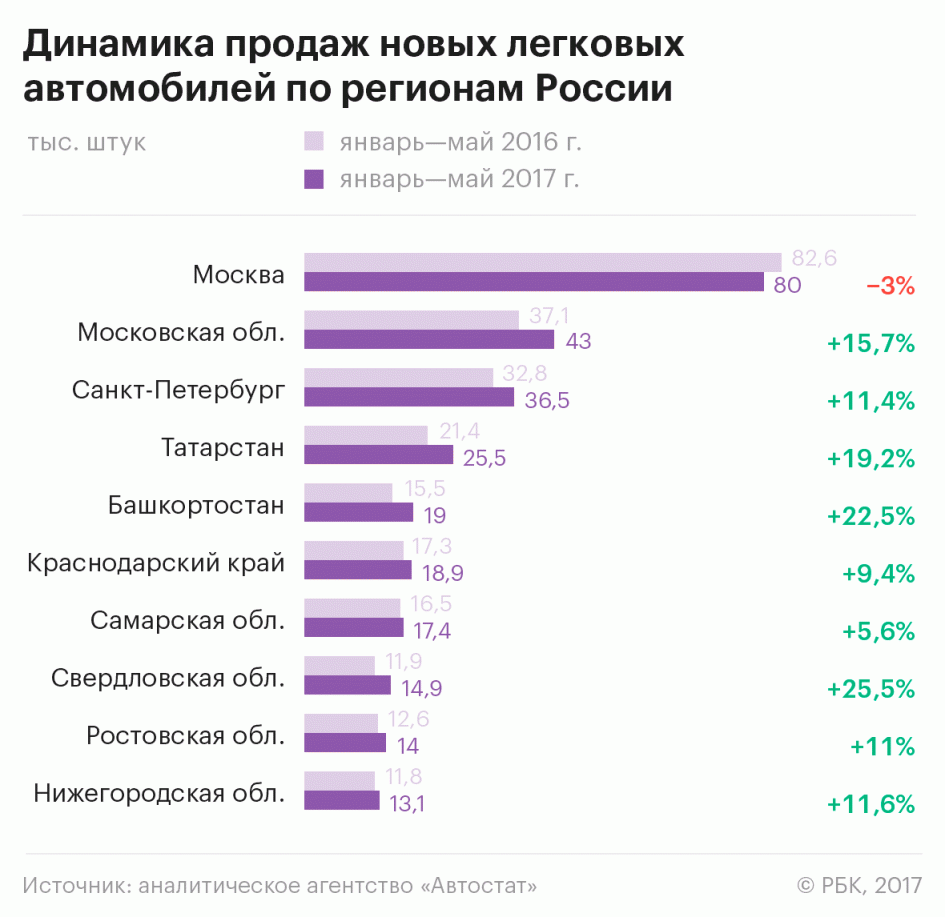 Динамика продаж новых легковых
автомобилей по регионам России
тыс. штук
январь—май 2016 г.
январь—май 2017 г.
Москва
82,6
80
–3%
Московская обл.
37,1
43
+15,7%
Санкт-Петербург
32,8
36,5
+11,4%
Татарстан
21,4
25,5
+19,2%
Башкортостан
15,5
19
+22,5%
Краснодарский край
17,3
18,9
+9,4%
Самарская обл.
16,5
17,4
+5,6%
Свердловская обл.
11,9
14,9
+25,5%
Ростовская обл.
12,6
14
+11%
Нижегородская обл.
11,8
13,1
+11,6%
Источник: аналитическое агентство «Автостат»
© РБК, 2017